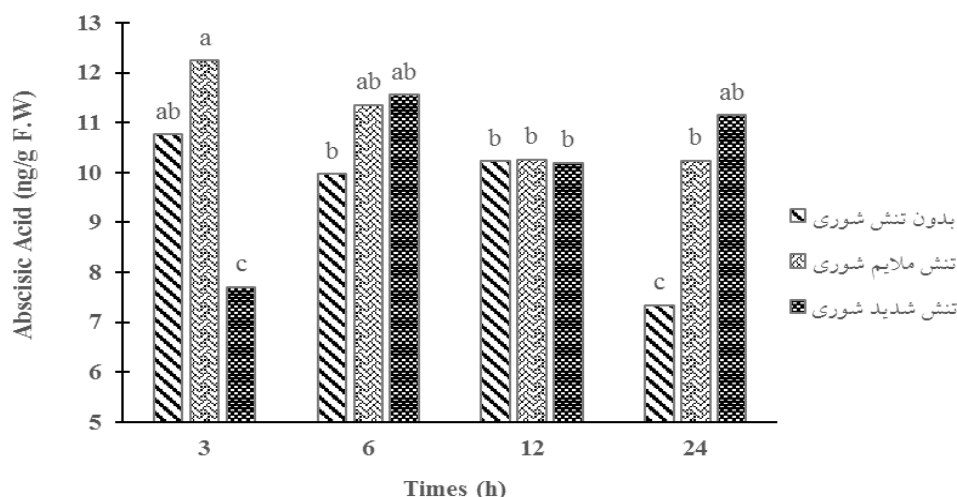 Abscisic Acid (ng/g F.W)
13
12
11
10
9
8
7
6
5
ab
a
c
b
ab
ab
b
b
b
c
b
ab
3
6
12
24
Times (h)
بدون تنش شوری
تنش ملایم شوری
تنش شدید شوری